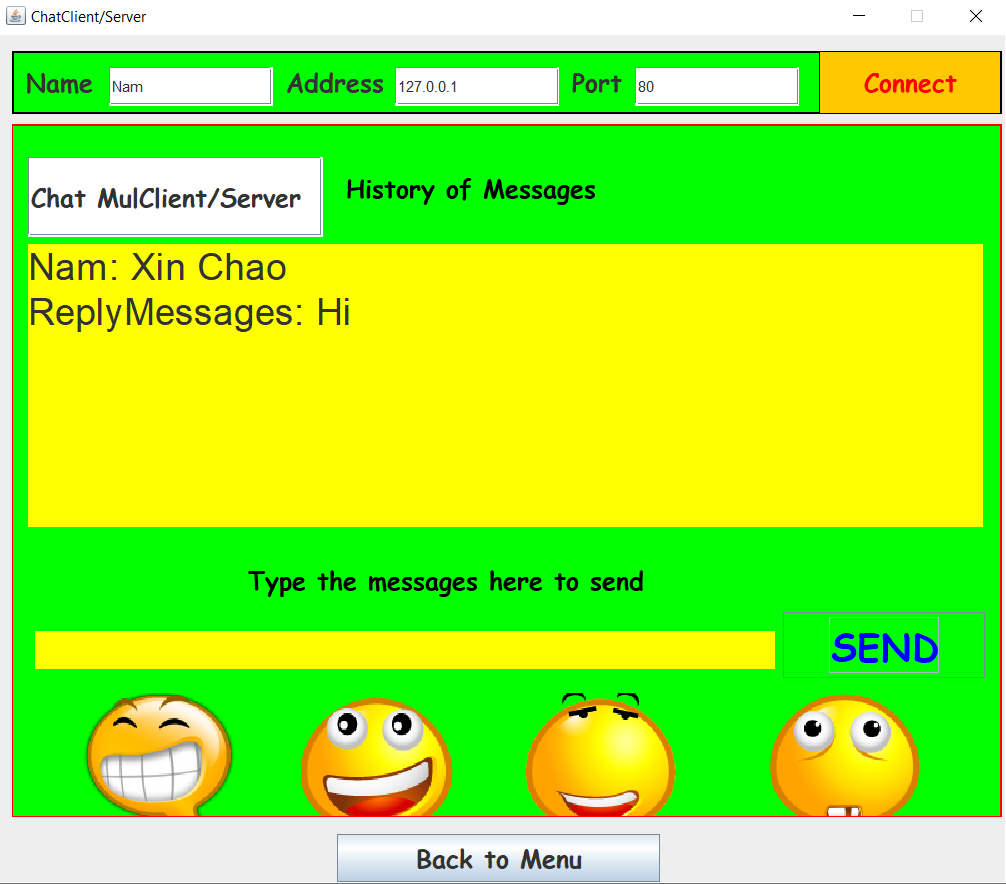 ChatClient/Server
Name Nam Address 127.0.0.1 Port 80 Connect
Chat MulClient/Server History of Messages
Nam: Xin Chao
ReplyMessages: Hi
Type the messages here to send
SEND
Back to Menu